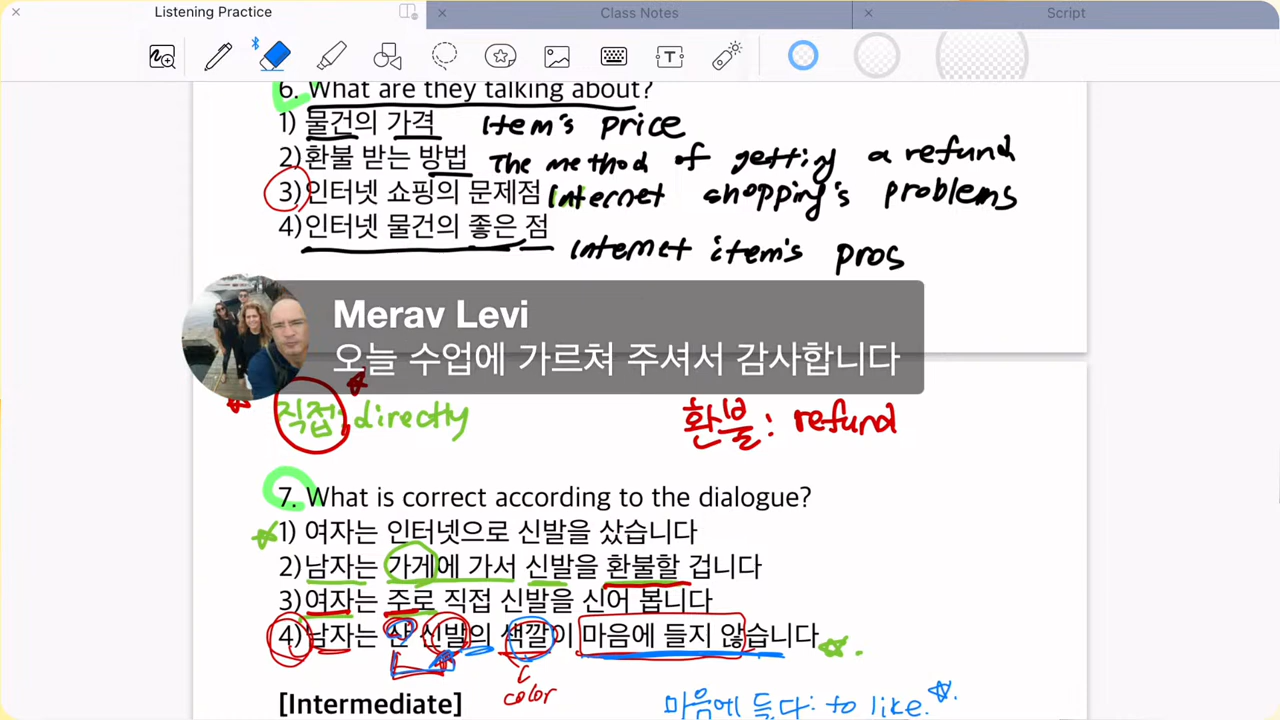 Listening Practice
Class Notes
Script
6. What are they talking about?
1) 물건의 가격 Item's price
2) 환불 받는 방법 The method of getting a refund
3) 인터넷 쇼핑의 문제점 Internet shopping's problems
4) 인터넷 물건의 좋은 점
Internet item's pros
Merav Levi
오늘 수업에 가르쳐 주셔서 감사합니다
직접: directly
환불: refund
7. What is correct according to the dialogue?
1) 여자는 인터넷으로 신발을 샀습니다
2) 남자는 가게에 가서 신발을 환불할 겁니다
3) 여자는 주로 직접 신발을 신어 봅니다
4) 남자는 산 신발의 색깔이 마음에 들지 않습니다
color
[Intermediate]
마음에 들다: to like.